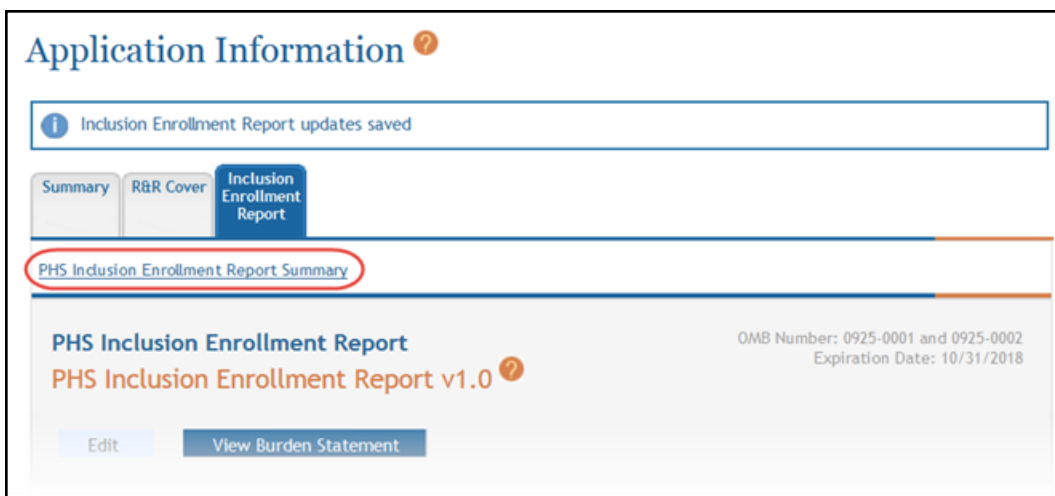 Application Information ?
i Inclusion Enrollment Report updates saved
Summary
R&R Cover
Inclusion
Enrollment
Report
PHS Inclusion Enrollment Report Summary
PHS Inclusion Enrollment Report
OMB Number: 0925-0001 and 0925-0002
Expiration Date: 10/31/2018
PHS Inclusion Enrollment Report v1.0 ?
Edit
View Burden Statement